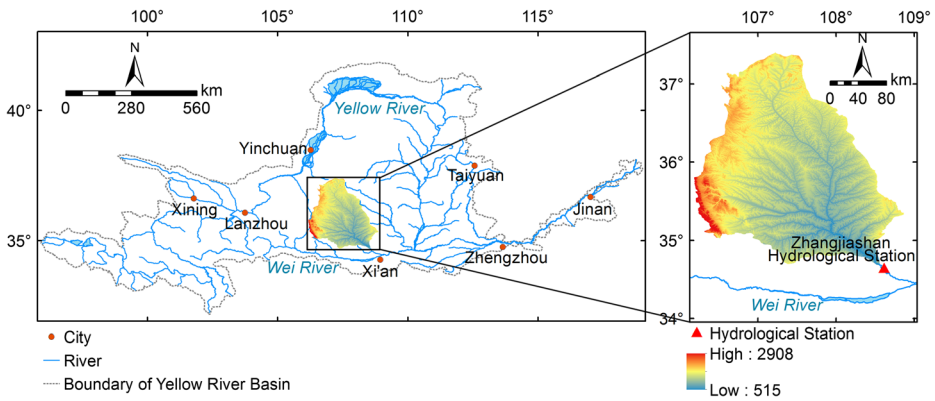 100° 105° 110° 115°
107° 108° 109°
N
0 280 560
km
40°
35°
Yellow River
Yinchuan
Taiyuan
Xining
Lanzhou
Jinan
Zhengzhou
Wei River
Xi'an
City
River
Boundary of Yellow River Basin
N
km
0 40 80
37°
36°
35°
34°
Zhangjiashan
Hydrological Station
Wei River
Hydrological Station
High : 2908
Low : 515